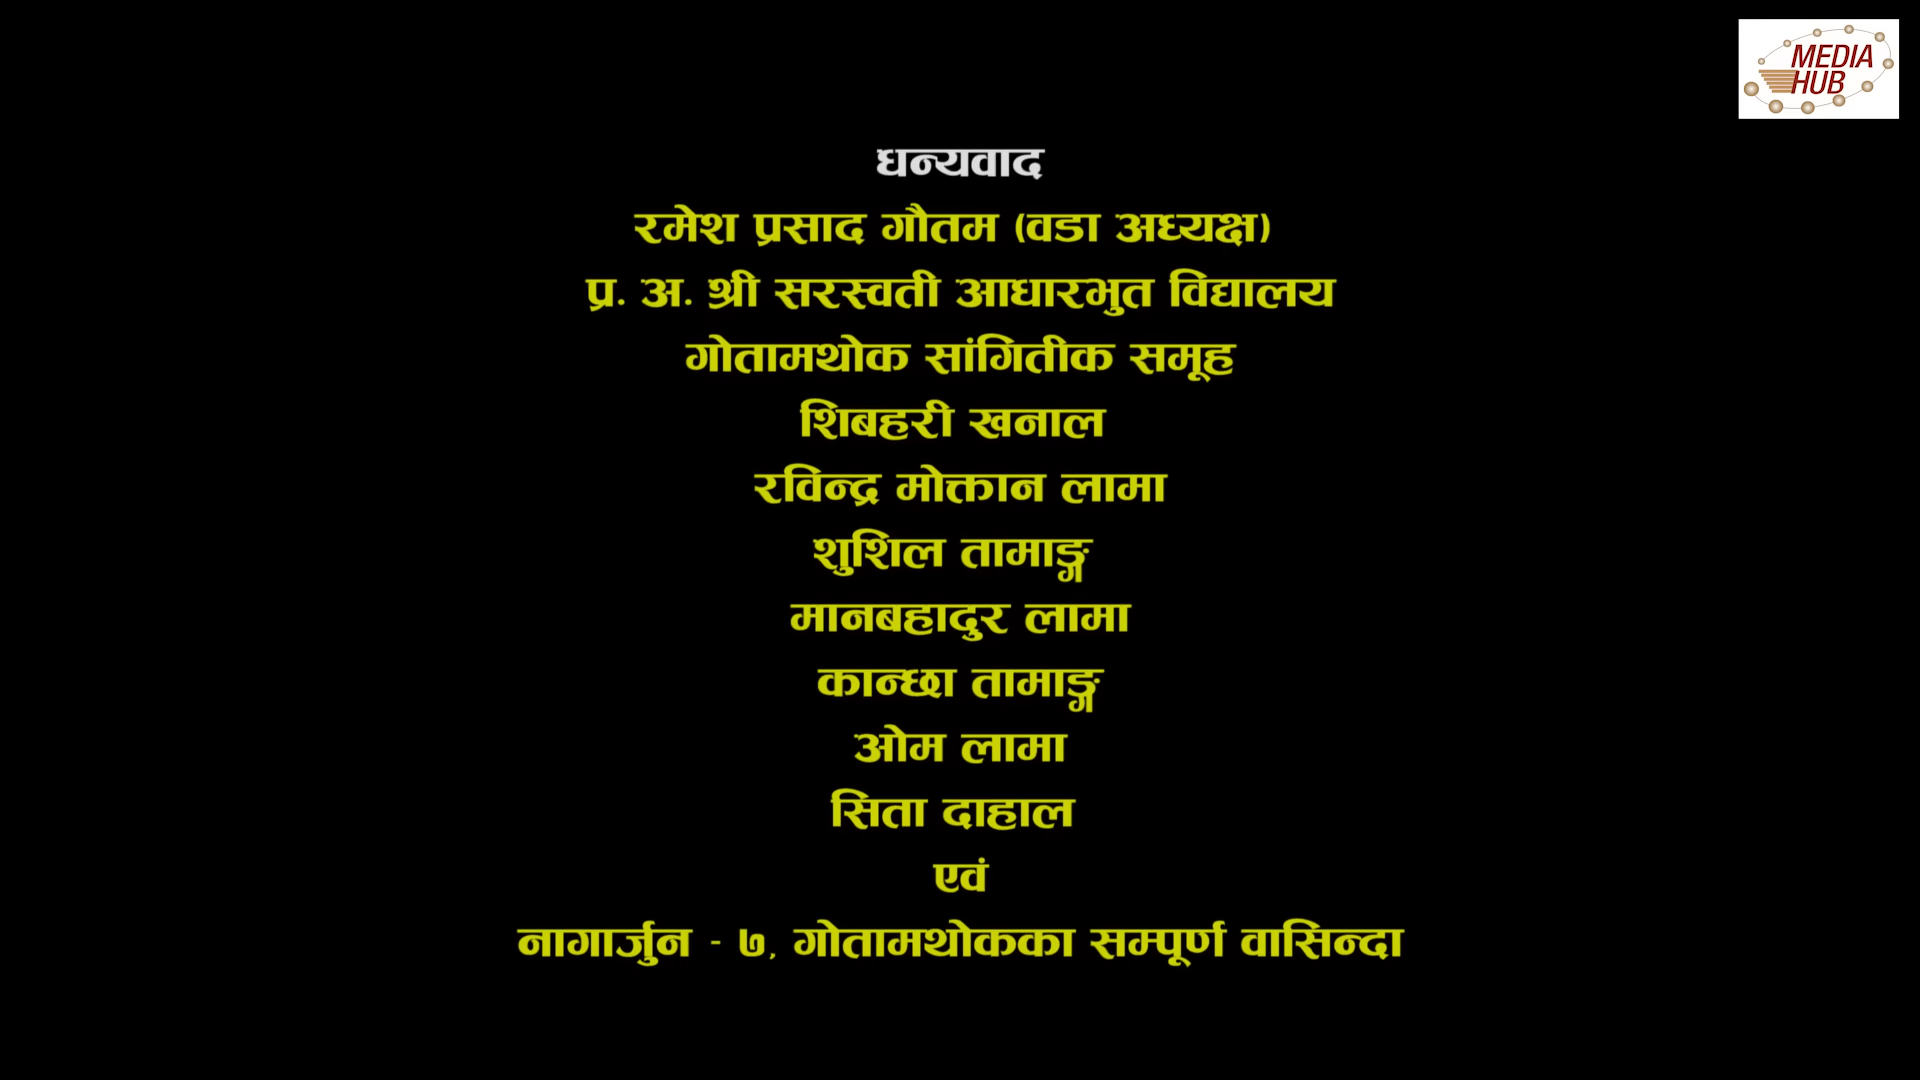 MEDIA
HUB
धन्यवाद
रमेश प्रसाद गौतम (वडा अध्यक्ष)
प्र. अ. श्री सरस्वती आधारभुत विद्यालय
गोतामथोक सांगितीक समूह
शिबहरी खनाल
रविन्द्र मोक्तान लामा
शुशिल तामाङ्ग
मानबहादुर लामा
कान्छा तामाङ्ग
ओम लामा
सिता दाहाल
एवं
नागार्जुन - ७, गोतामथोकका सम्पूर्ण वासिन्दा